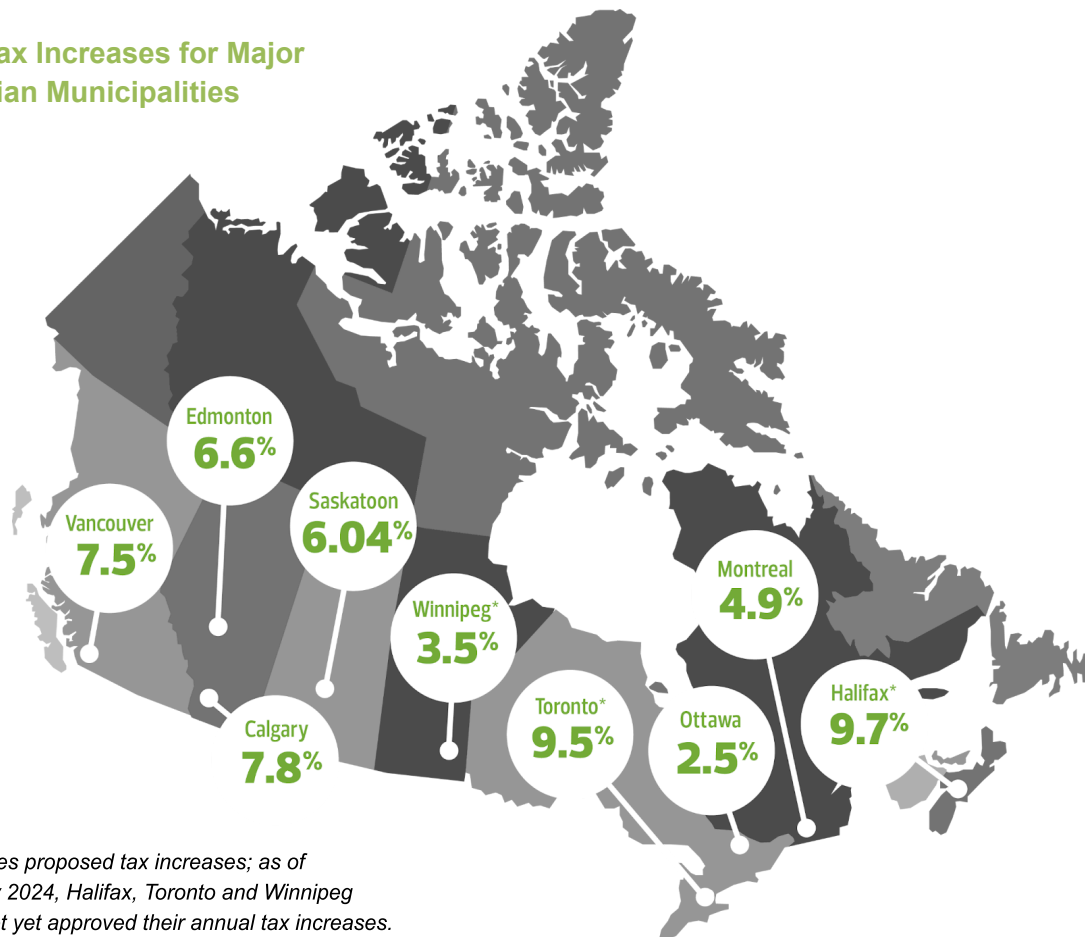 ax Increases for Major
ian Municipalities
Edmonton
6.6%
Saskatoon
6.04%
Vancouver
7.5%
Winnipeg*
3.5%
Montreal
4.9%
Calgary
7.8%
Toronto*
9.5%
Ottawa
2.5%
Halifax*
9.7%
es proposed tax increases; as of
2024, Halifax, Toronto and Winnipeg
t yet approved their annual tax increases.